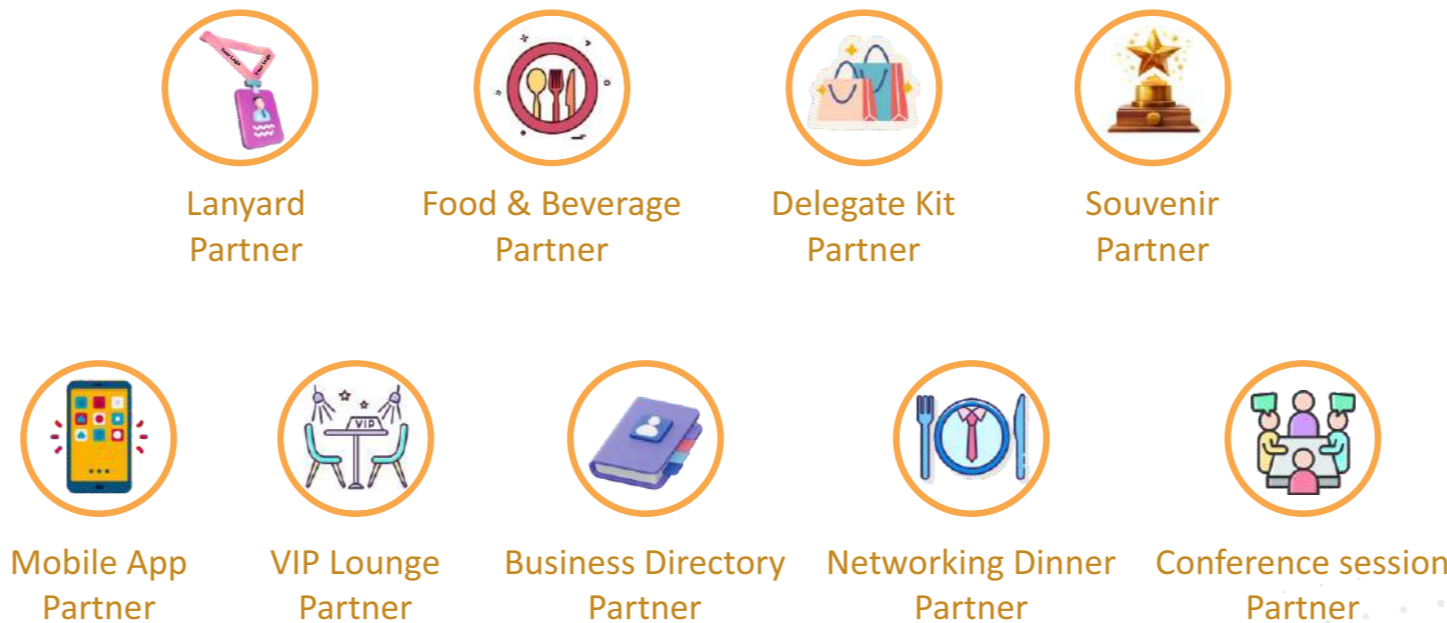 Lanyard
Partner
Food & Beverage
Partner
Delegate Kit
Partner
Souvenir
Partner
VIP
Mobile App
Partner
VIP Lounge
Partner
Business Directory
Partner
Networking Dinner
Partner
Conference session
Partner